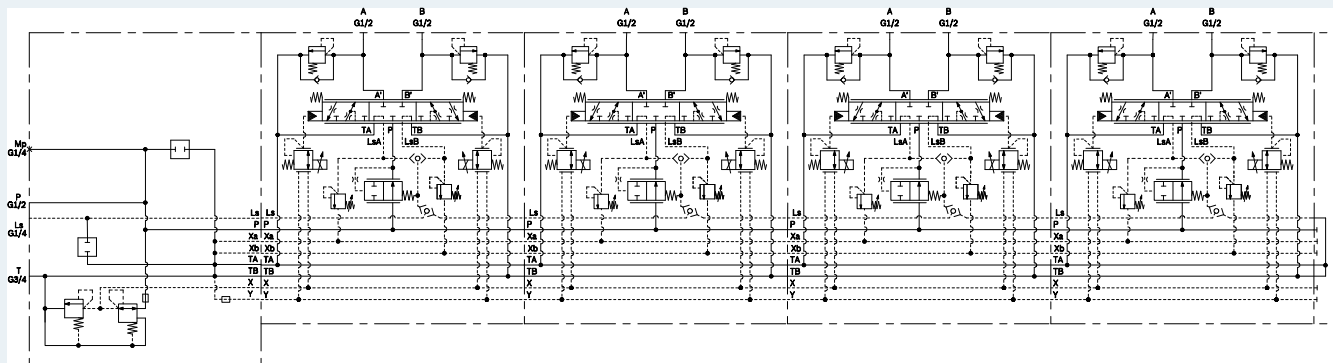 A B A B A B A B
G1/2 G1/2 G1/2 G1/2 G1/2 G1/2 G1/2 G1/2
A' B' A' B' A' B' A' B'
TA P TB TA P TB TA P TB TA P TB
LsA LsB LsA LsB LsA LsB LsA LsB
Mp
G1/4
P
G1/2
Ls
G1/4
T
G3/4
Ls Ls Ls Ls Ls
P P P P P
Xa Xa Xa Xa Xa
Xb Xb Xb Xb Xb
TA TA TA TA TA
TB TB TB TB TB
X X X X X
Y Y Y Y Y